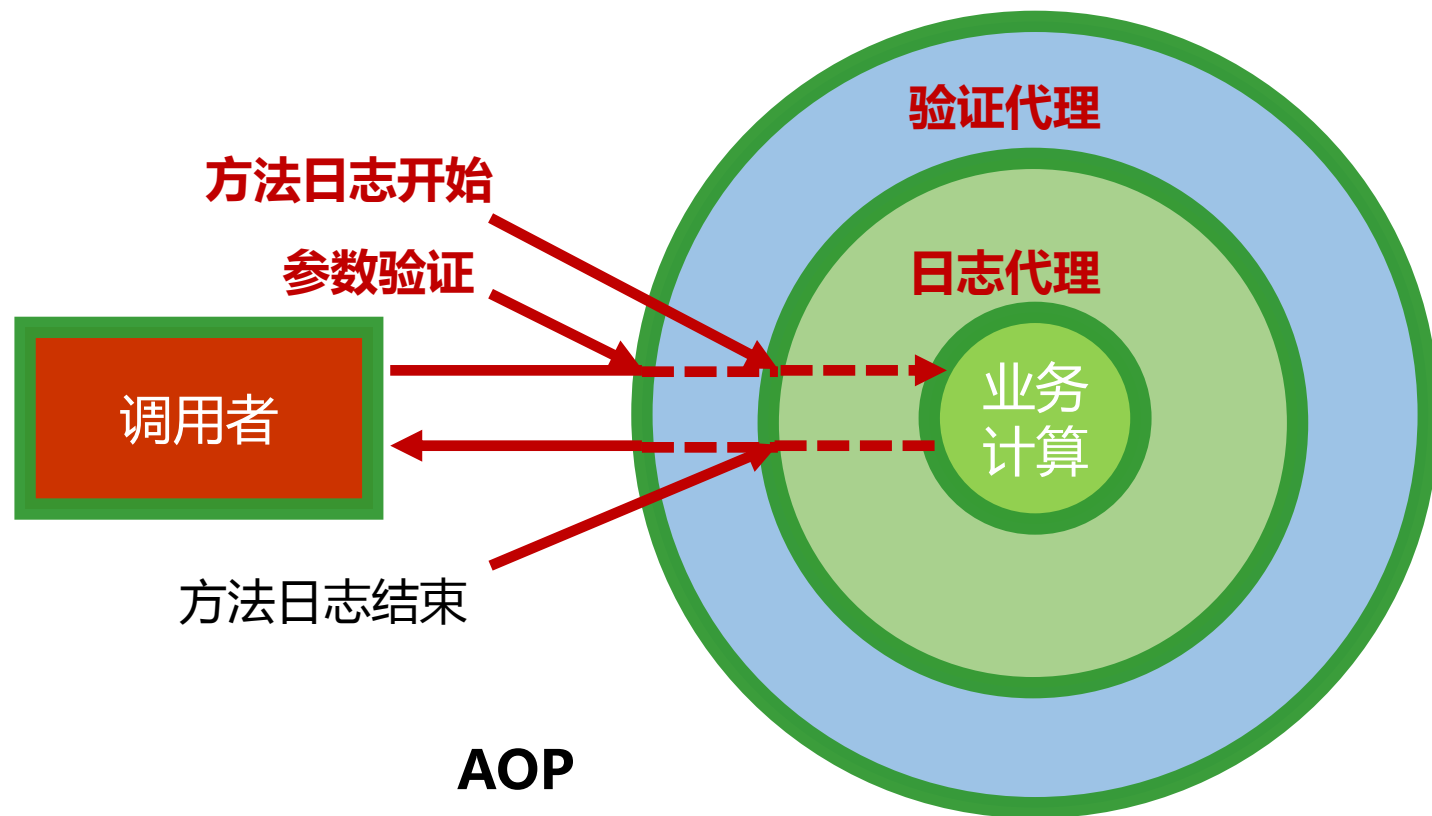 验证代理
方法日志开始
参数验证
日志代理
调用者
业务
计算
方法日志结束
AOP